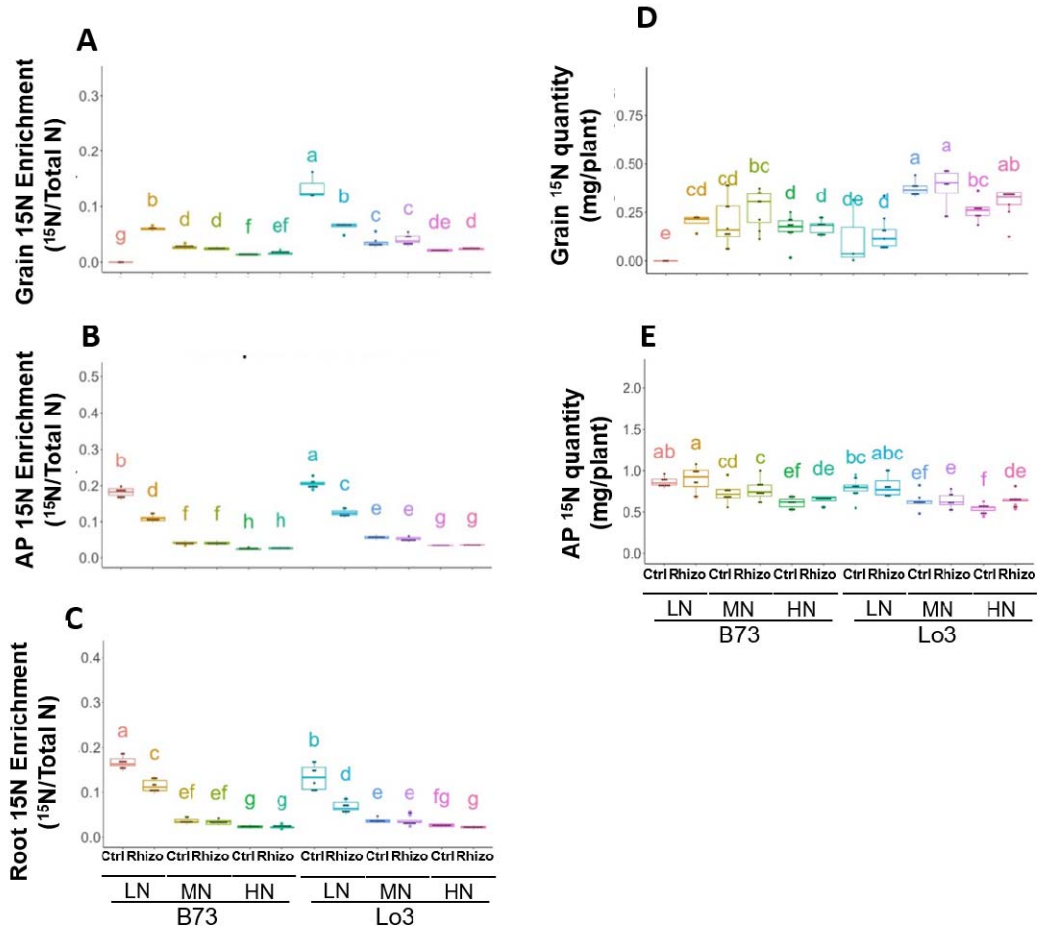 A
Grain 15N Enrichment
(¹⁵N/Total N)
0.3
0.2
0.1
0.0
g
b
d
d
f
ef
a
b
c
c
de
d
B
AP 15N Enrichment
(¹⁵N/Total N)
0.5
0.4
0.3
0.2
0.1
0.0
b
d
f
f
h
h
a
c
e
e
g
g
C
Root 15N Enrichment
(¹⁵N/Total N)
0.4
0.3
0.2
0.1
0.0
a
c
ef
ef
g
g
b
d
e
e
fg
g
Ctrl Rhizo Ctrl Rhizo Ctrl Rhizo Ctrl Rhizo Ctrl Rhizo Ctrl Rhizo
LN MN HN LN MN HN
B73 Lo3
D
Grain ¹⁵N quantity
(mg/plant)
0.75
0.50
0.25
0.00
e
cd
cd
bc
d
d
de
d
a
a
bc
ab
E
AP ¹⁵N quantity
(mg/plant)
2.0
1.5
1.0
0.5
0.0
ab
a
cd
c
ef
de
bc
abc
ef
e
f
de
Ctrl Rhizo Ctrl Rhizo Ctrl Rhizo Ctrl Rhizo Ctrl Rhizo Ctrl Rhizo
LN MN HN LN MN HN
B73 Lo3